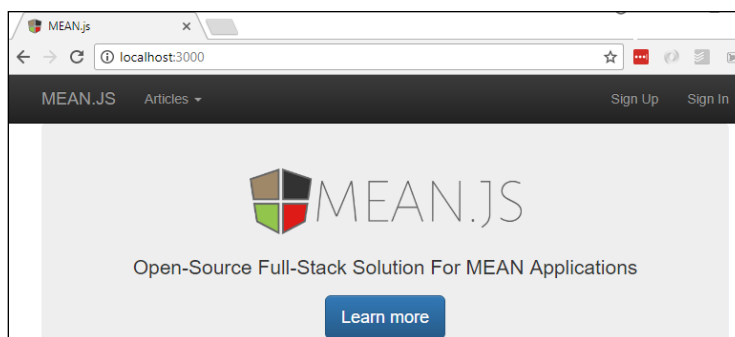 MEAN.js
localhost:3000
MEAN.JS Articles Sign Up Sign In
MEAN.JS
Open-Source Full-Stack Solution For MEAN Applications
Learn more